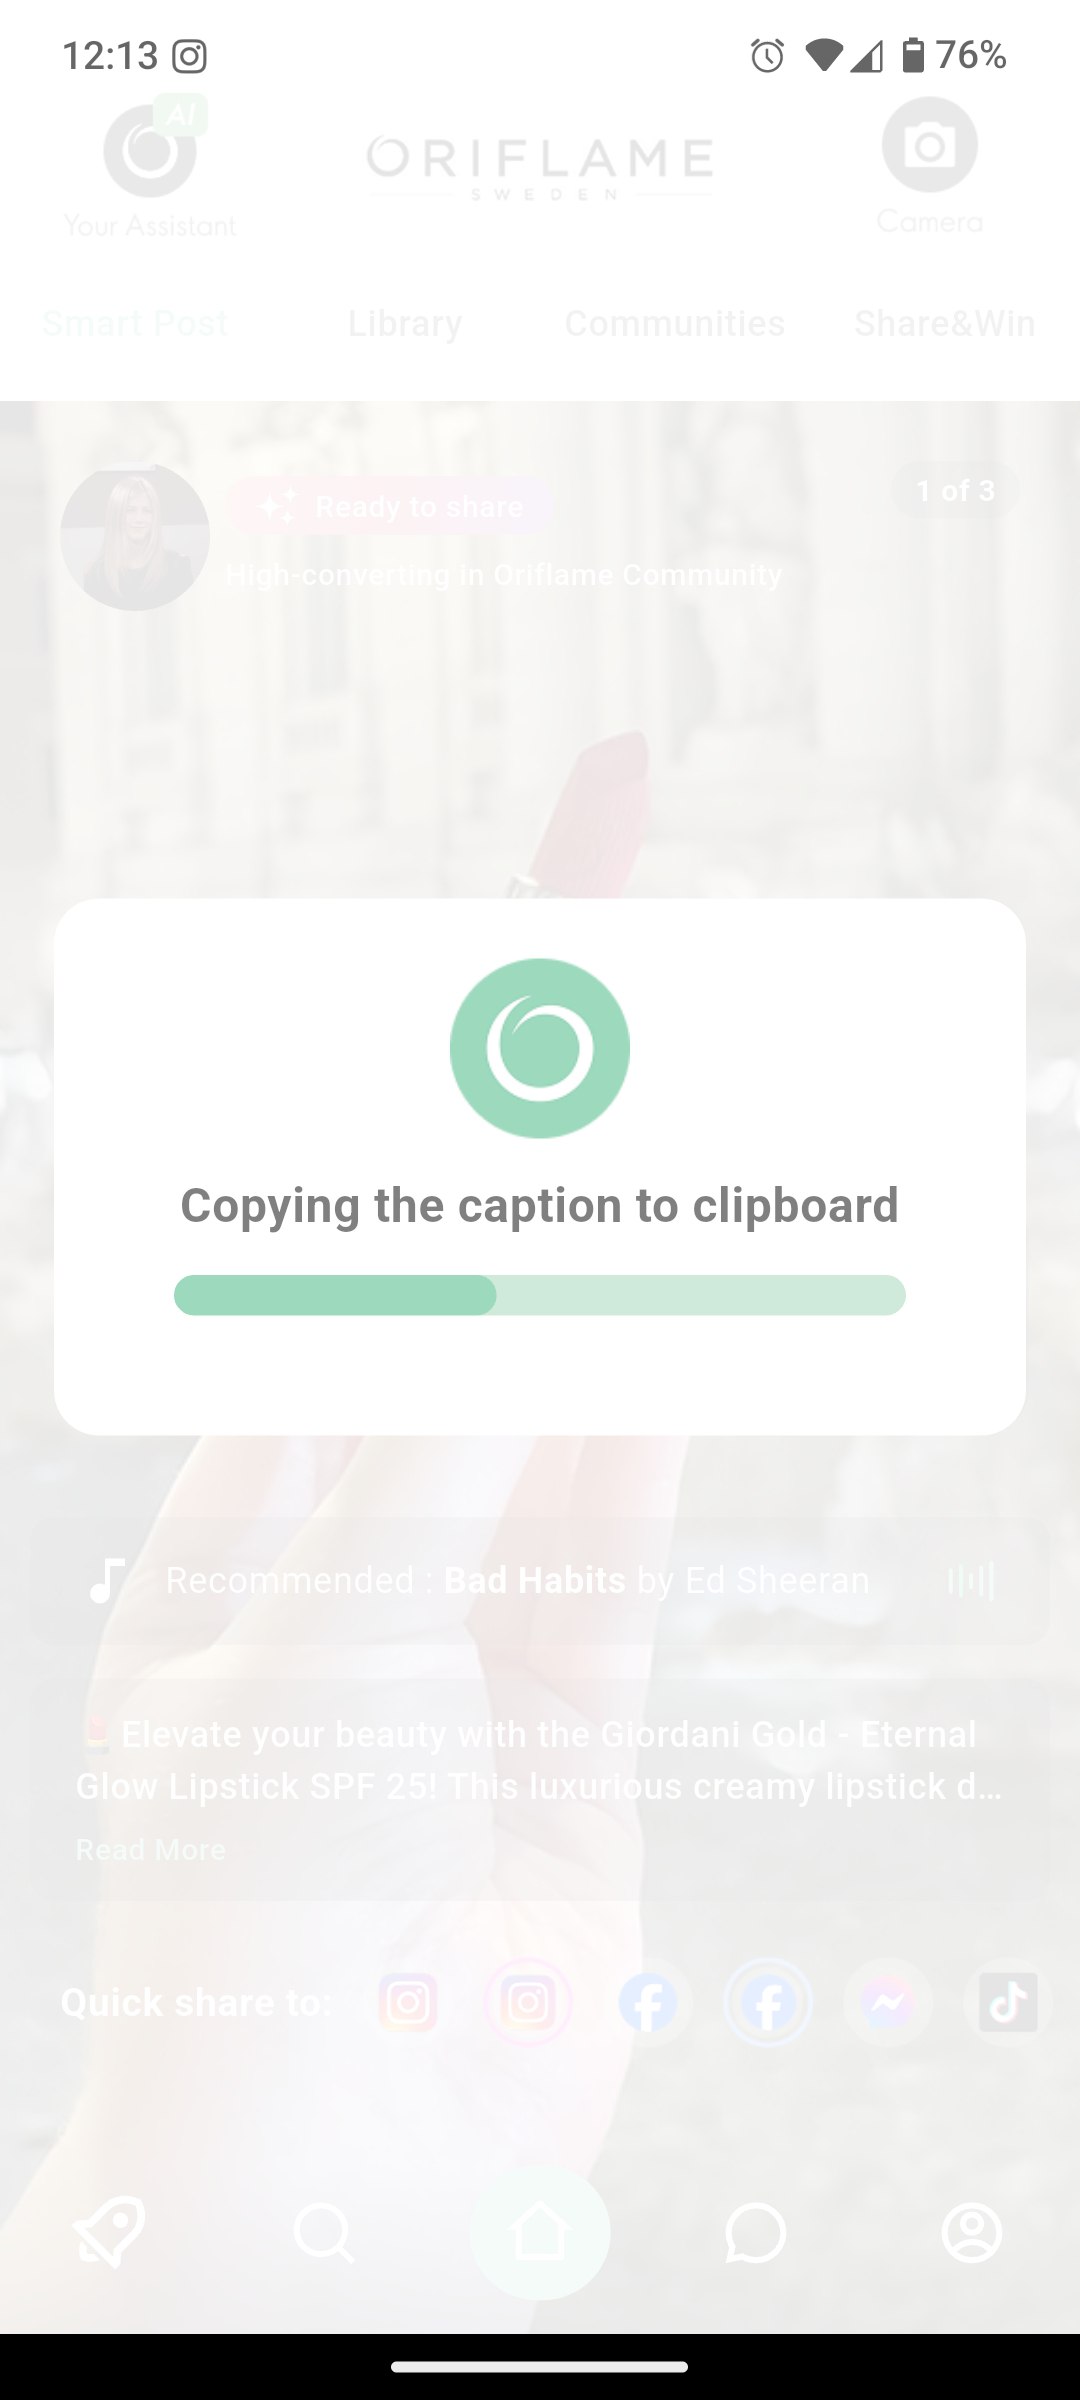 12:13
76%
AI
ORIFLAME
SWEDEN
Your Assistant
Camera
Smart Post
Library
Communities
Share&Win
Ready to share
1 of 3
High-converting in Oriflame Community
Copying the caption to clipboard
Recommended : Bad Habits by Ed Sheeran
Elevate your beauty with the Giordani Gold - Eternal
Glow Lipstick SPF 25! This luxurious creamy lipstick d...
Read More
Quick share to: